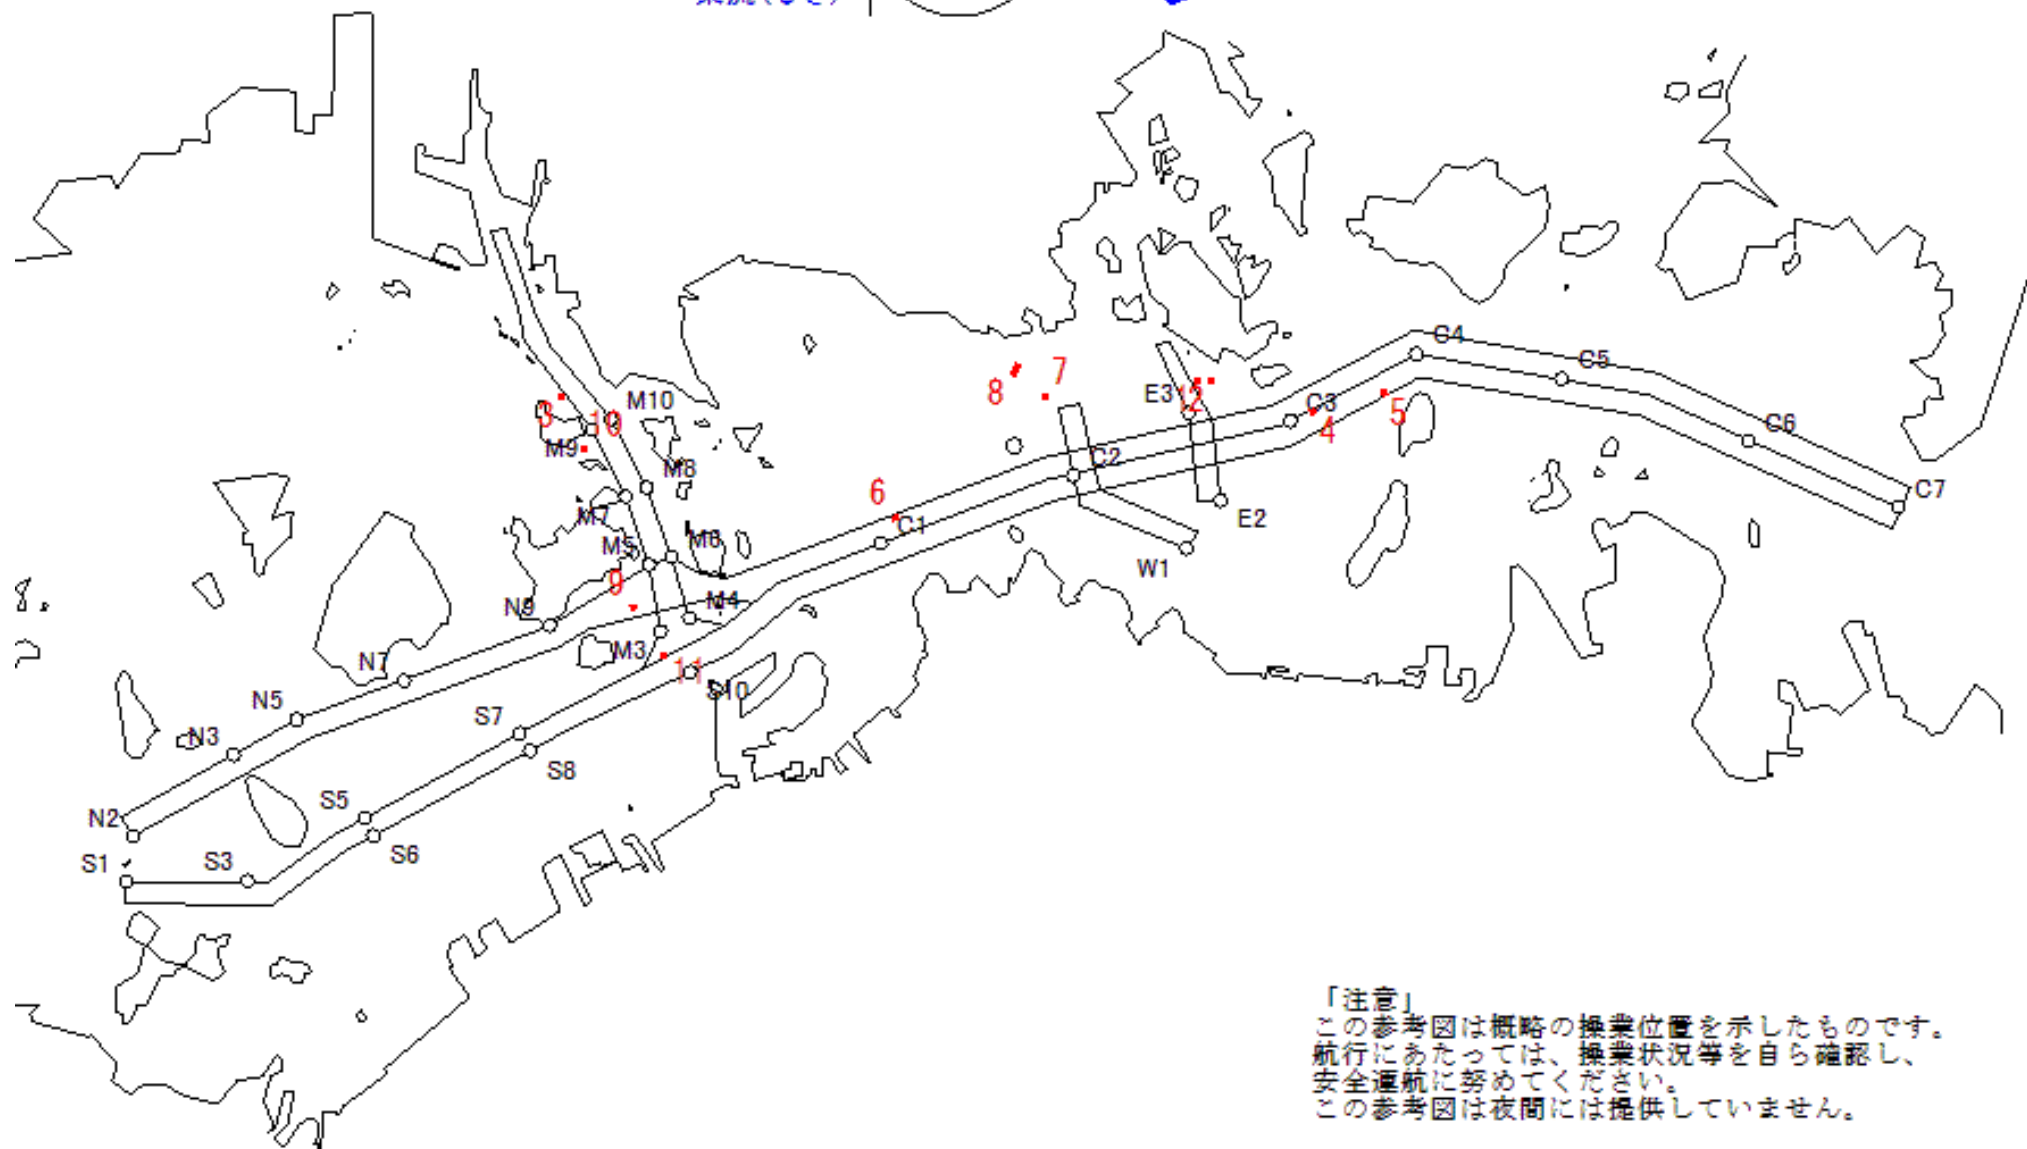 C4
C5
M10
E3
7
8
3
10
12
C3
4
5
M9
C6
M8
C2
C7
6
M7
C1
E2
M5
M6
W1
9
N9
M4
M3
N7
11
S10
N5
S7
N3
S8
S5
N2
S6
S1
S3
「注意」
この参考図は概略の操業位置を示したものです。
航行にあたっては、操業状況等を自ら確認し、
安全運航に努めてください。
この参考図は夜間には提供していません。